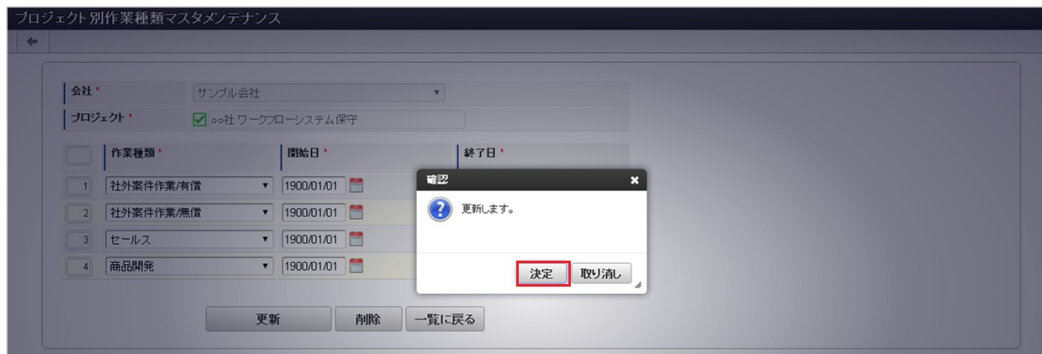 プロジェクト別作業種類マスタメンテナンス
会社 * サンプル会社
プロジェクト * ○○社 ワークフローシステム保守
作業種類 * 開始日 * 終了日 *
1 社外案件作業/有償 1900/01/01
2 社外案件作業/無償 1900/01/01
3 セールス 1900/01/01
4 商品開発 1900/01/01
確認
更新します。
決定 取り消し
更新 削除 一覧に戻る